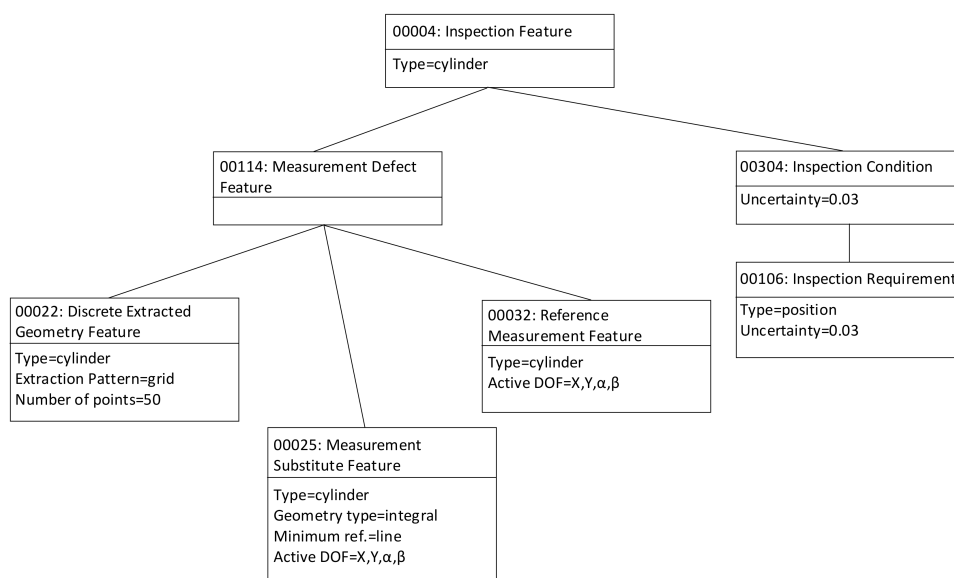 00004: Inspection Feature
Type=cylinder
00114: Measurement Defect
Feature
00304: Inspection Condition
Uncertainty=0.03
00106: Inspection Requirement
Type=position
Uncertainty=0.03
00022: Discrete Extracted
Geometry Feature
Type=cylinder
Extraction Pattern=grid
Number of points=50
00032: Reference
Measurement Feature
Type=cylinder
Active DOF=X,Y,α,β
00025: Measurement
Substitute Feature
Type=cylinder
Geometry type=integral
Minimum ref.=line
Active DOF=X,Y,α,β